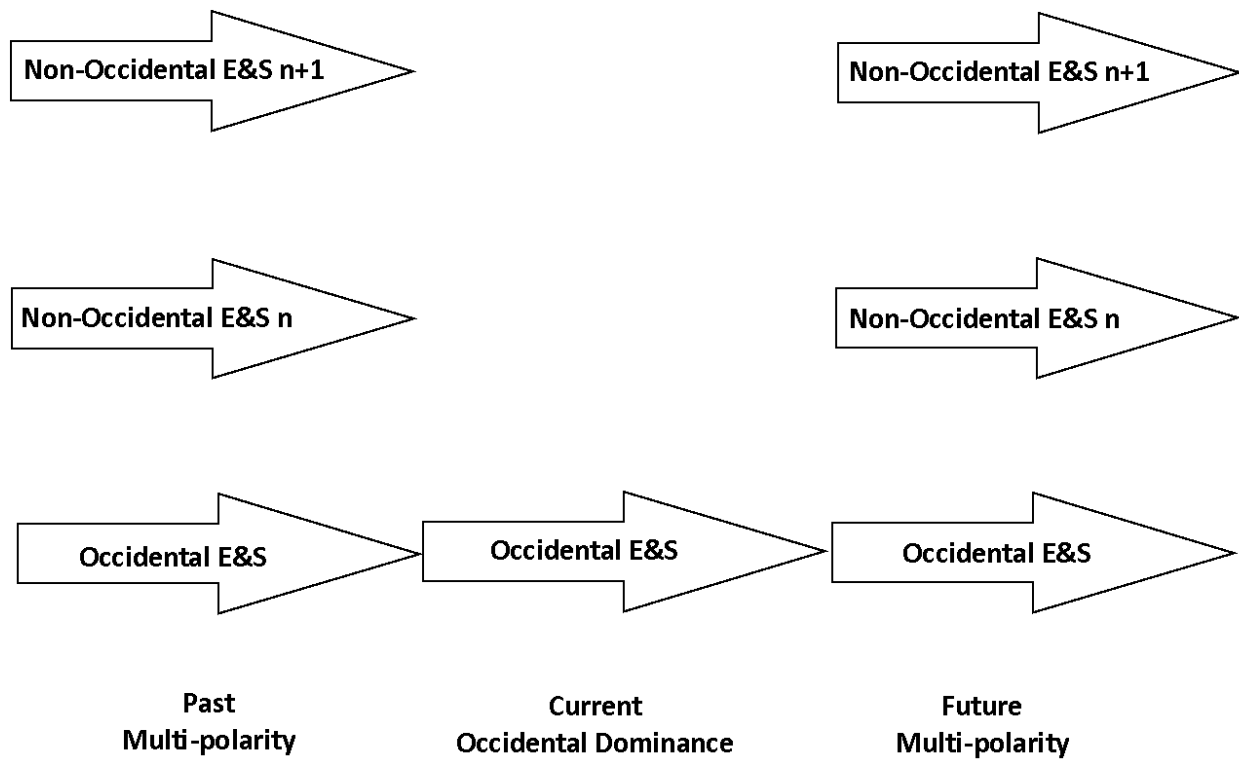 Non-Occidental E&S n+1
Non-Occidental E&S n+1
Non-Occidental E&S n
Non-Occidental E&S n
Occidental E&S
Occidental E&S
Occidental E&S
Past
Multi-polarity
Current
Occidental Dominance
Future
Multi-polarity